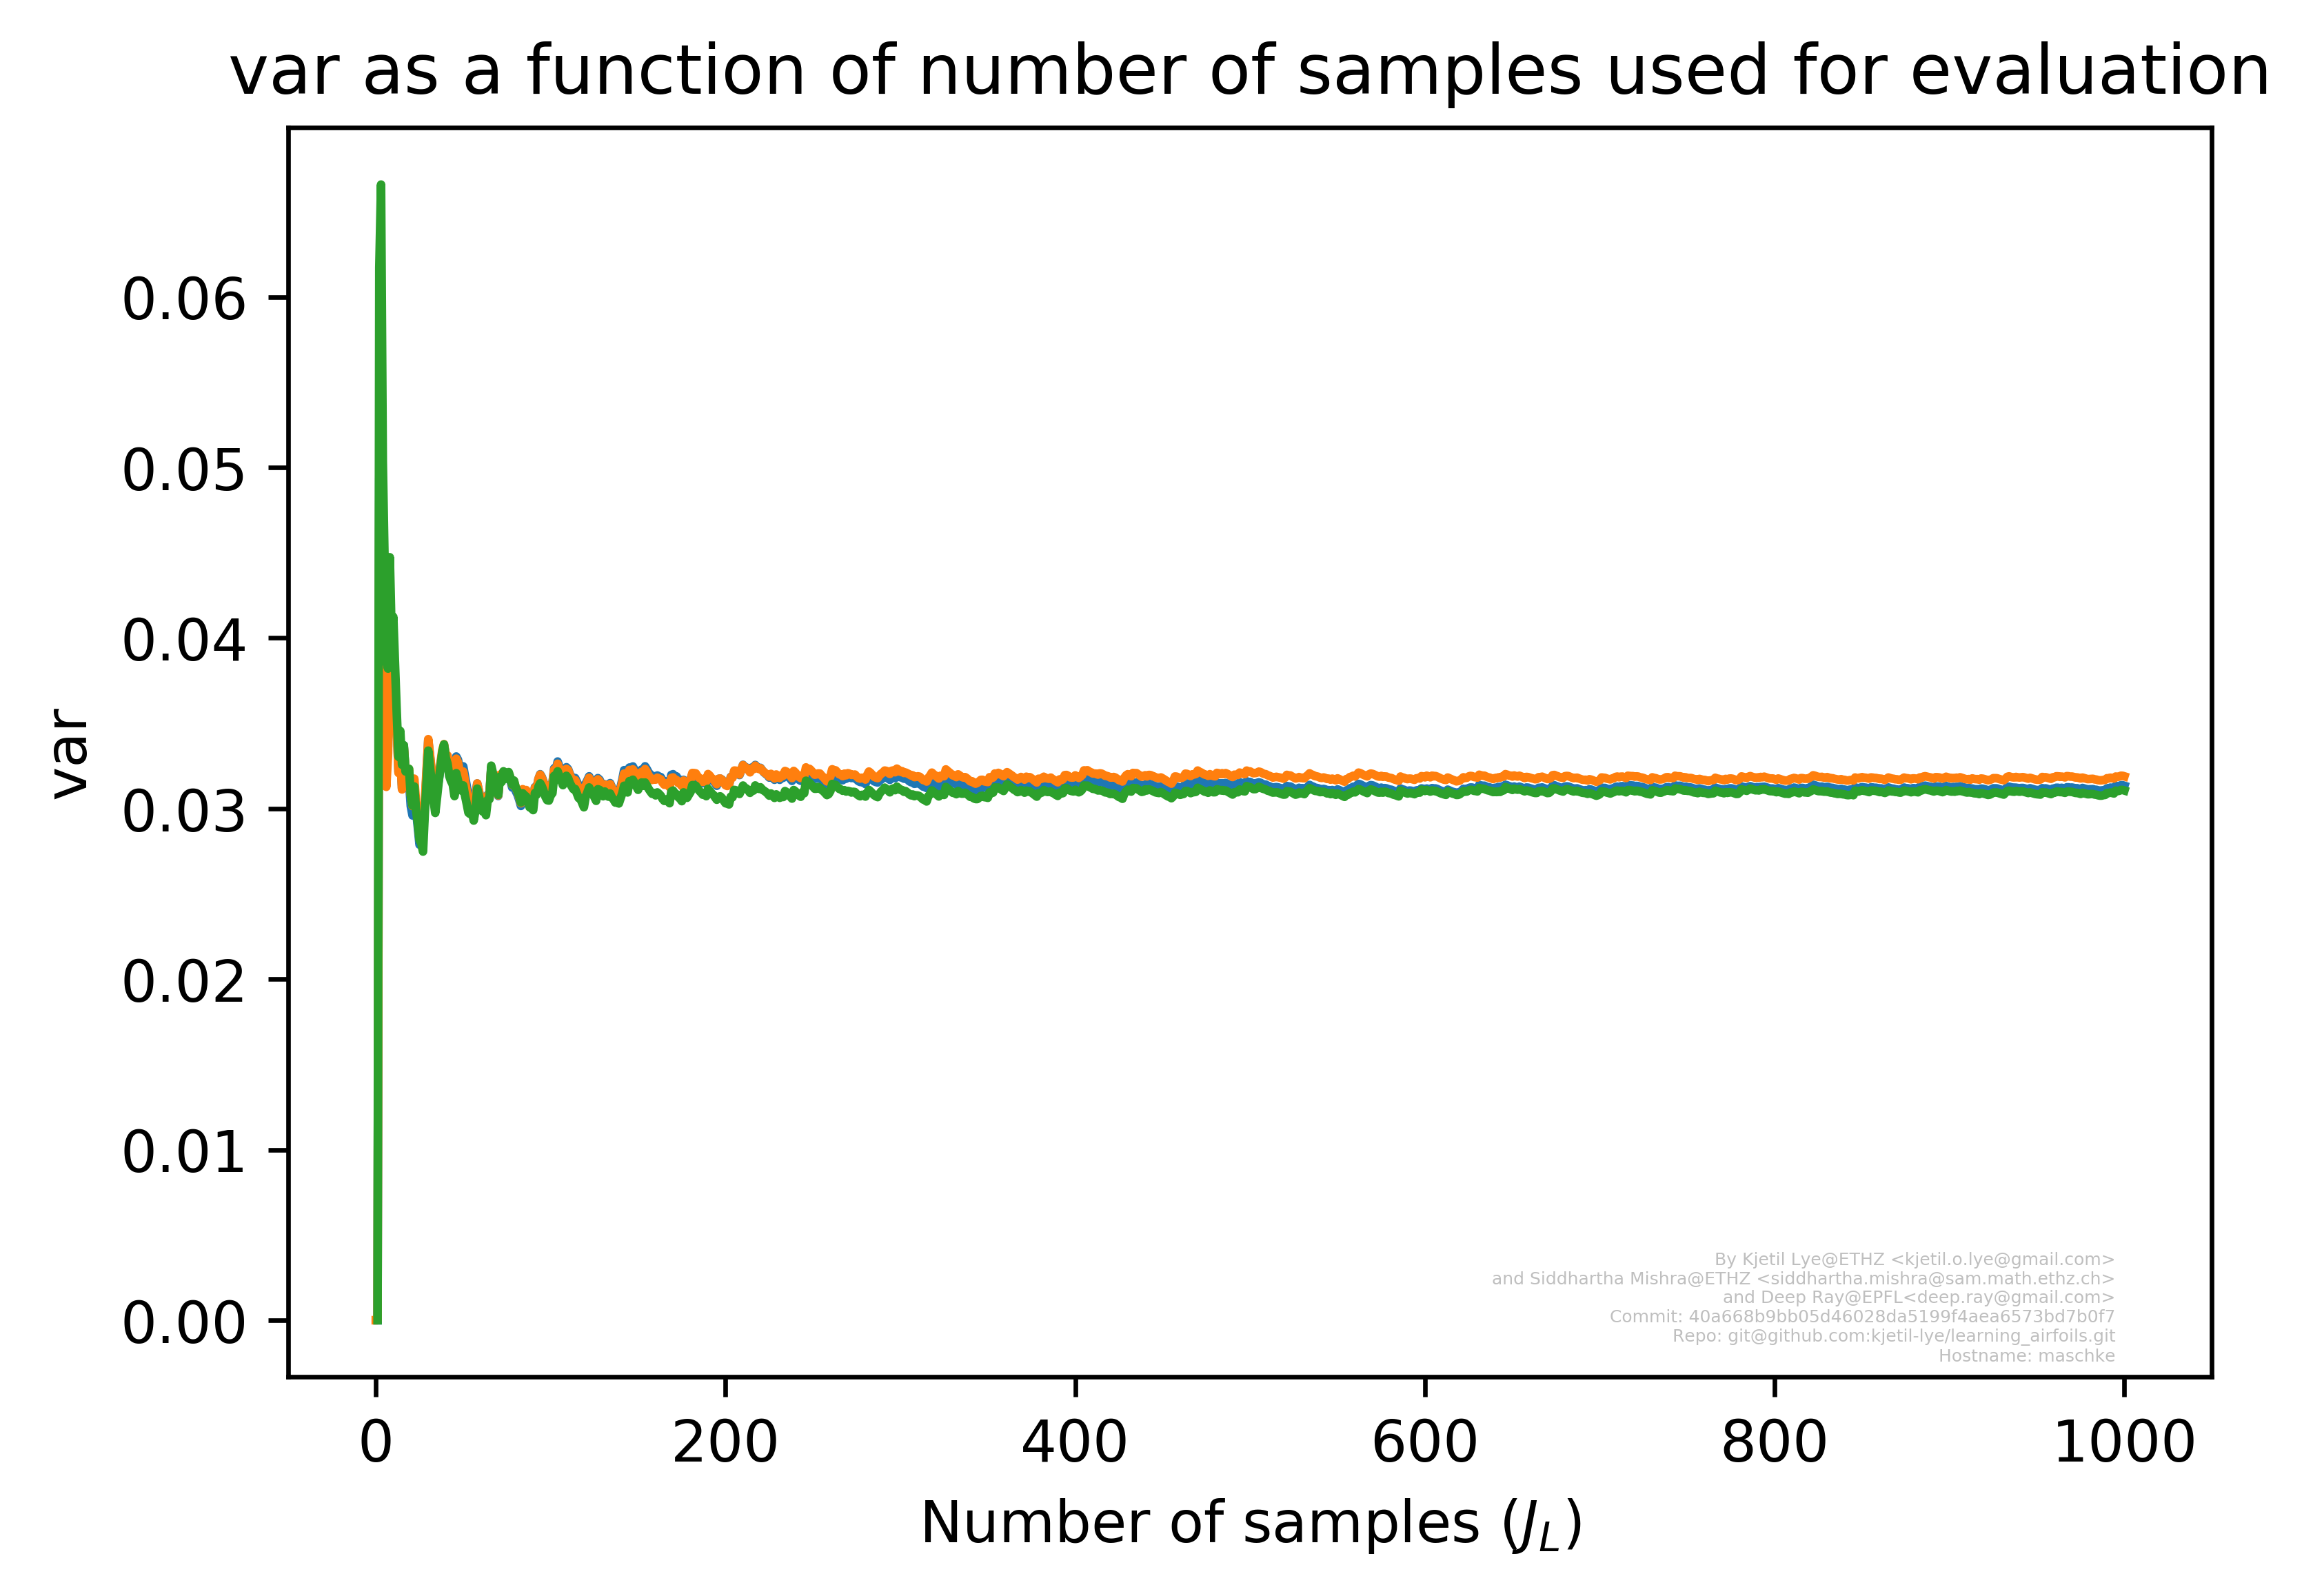 var as a function of number of samples used for evaluation
0.06
0.05
0.04
0.03
0.02
0.01
0.00
var
0
200
400
600
800
1000
Number of samples (J_L)
By Kjetil Lye@ETHZ <kjetil.o.lye@gmail.com>
and Siddhartha Mishra@ETHZ <siddhartha.mishra@sam.math.ethz.ch>
and Deep Ray@EPFL<deep.ray@gmail.com>
Commit: 40a668b9bb05d46028da5199f4aea6573bd7b0f7
Repo: git@github.com:kjetil-lye/learning_airfoils.git
Hostname: maschke